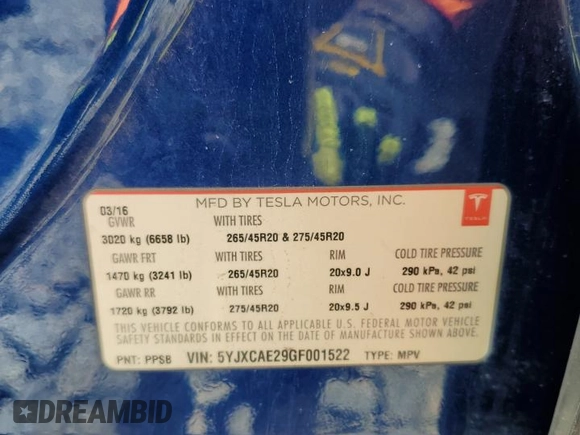 MFD BY TESLA MOTORS, INC.
03/16
GVWR WITH TIRES
3020 kg (6658 lb) 265/45R20 & 275/45R20
GAWR FRT WITH TIRES RIM COLD TIRE PRESSURE
1470 kg (3241 lb) 265/45R20 20x9.0 J 290 kPa, 42 psi
GAWR RR WITH TIRES RIM COLD TIRE PRESSURE
1720 kg (3792 lb) 275/45R20 20x9.5 J 290 kPa, 42 psi
THIS VEHICLE CONFORMS TO ALL APPLICABLE U.S. FEDERAL MOTOR VEHICLE
SAFETY STANDARDS IN EFFECT ON THE DATE OF MANUFACTURE SHOWN ABOVE.
PNT: PPSB VIN: 5YJXCAE29GF001522 TYPE: MPV
TESLA
DREAMBID